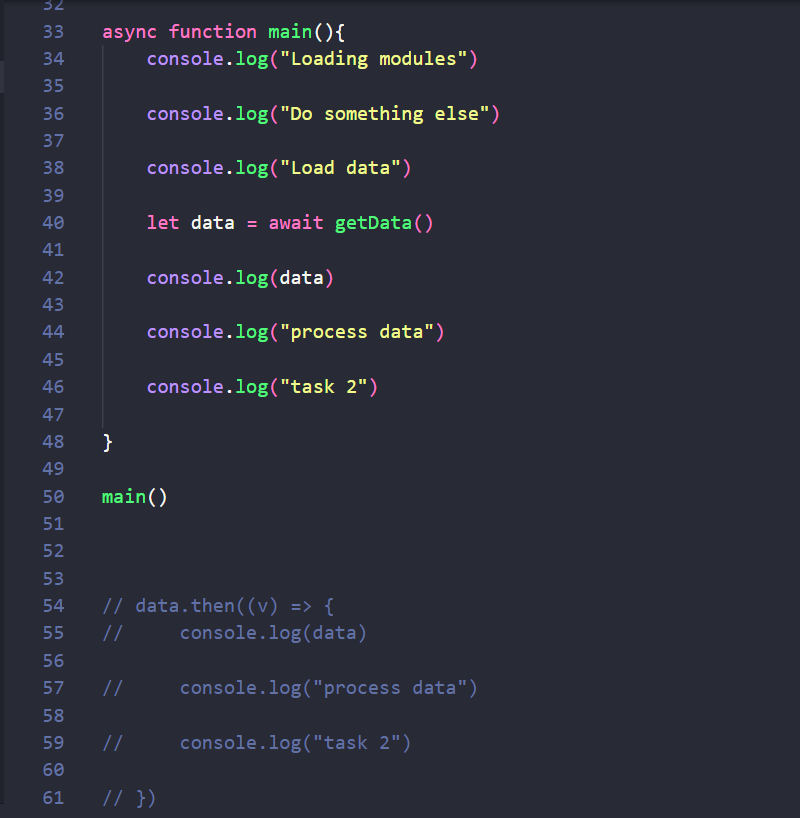 32
33 async function main(){
34     console.log("Loading modules")
35
36     console.log("Do something else")
37
38     console.log("Load data")
39
40     let data = await getData()
41
42     console.log(data)
43
44     console.log("process data")
45
46     console.log("task 2")
47
48 }
49
50 main()
51
52
53
54 // data.then((v) => {
55 //     console.log(data)
56
57 //     console.log("process data")
58
59 //     console.log("task 2")
60
61 // })